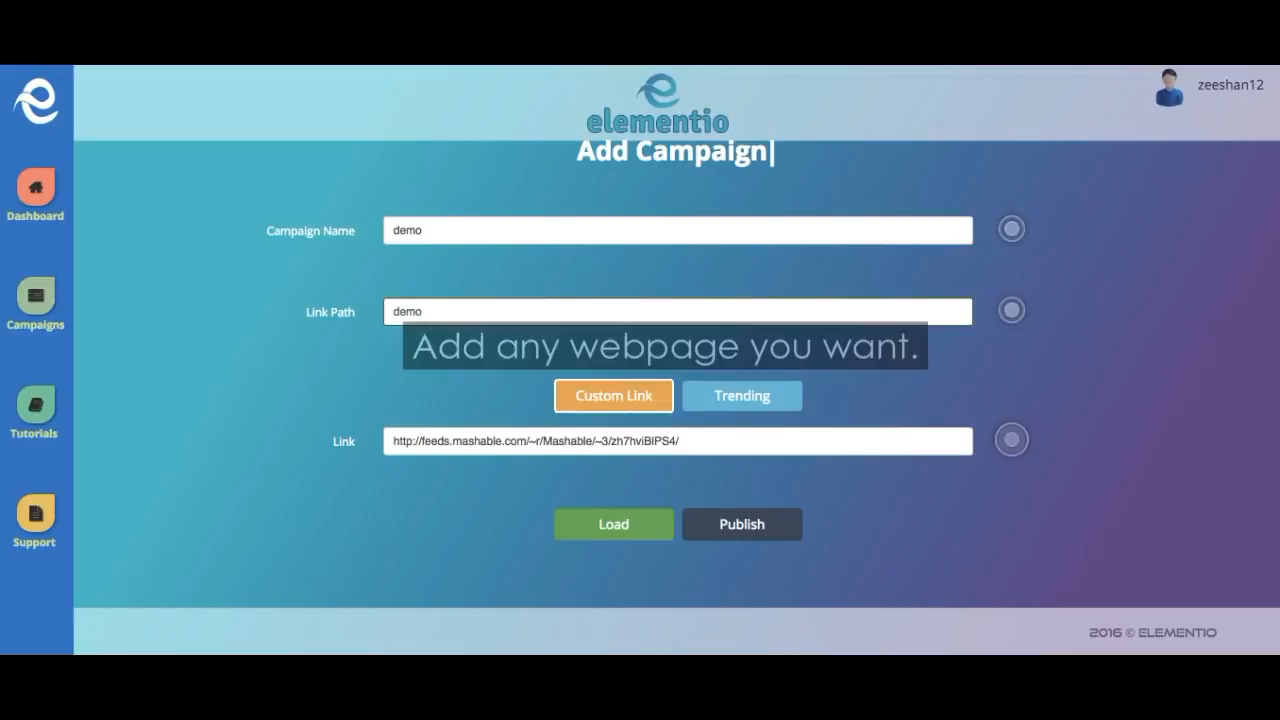 elementio
zeeshan12
Add Campaign|
Dashboard
Campaigns
Tutorials
Support
Campaign Name
demo
Link Path
demo
Add any webpage you want.
Custom Link
Trending
Link
http://feeds.mashable.com/~r/Mashable/~3/zh7hviBlPS4/
Load
Publish
2016 © ELEMENTIO